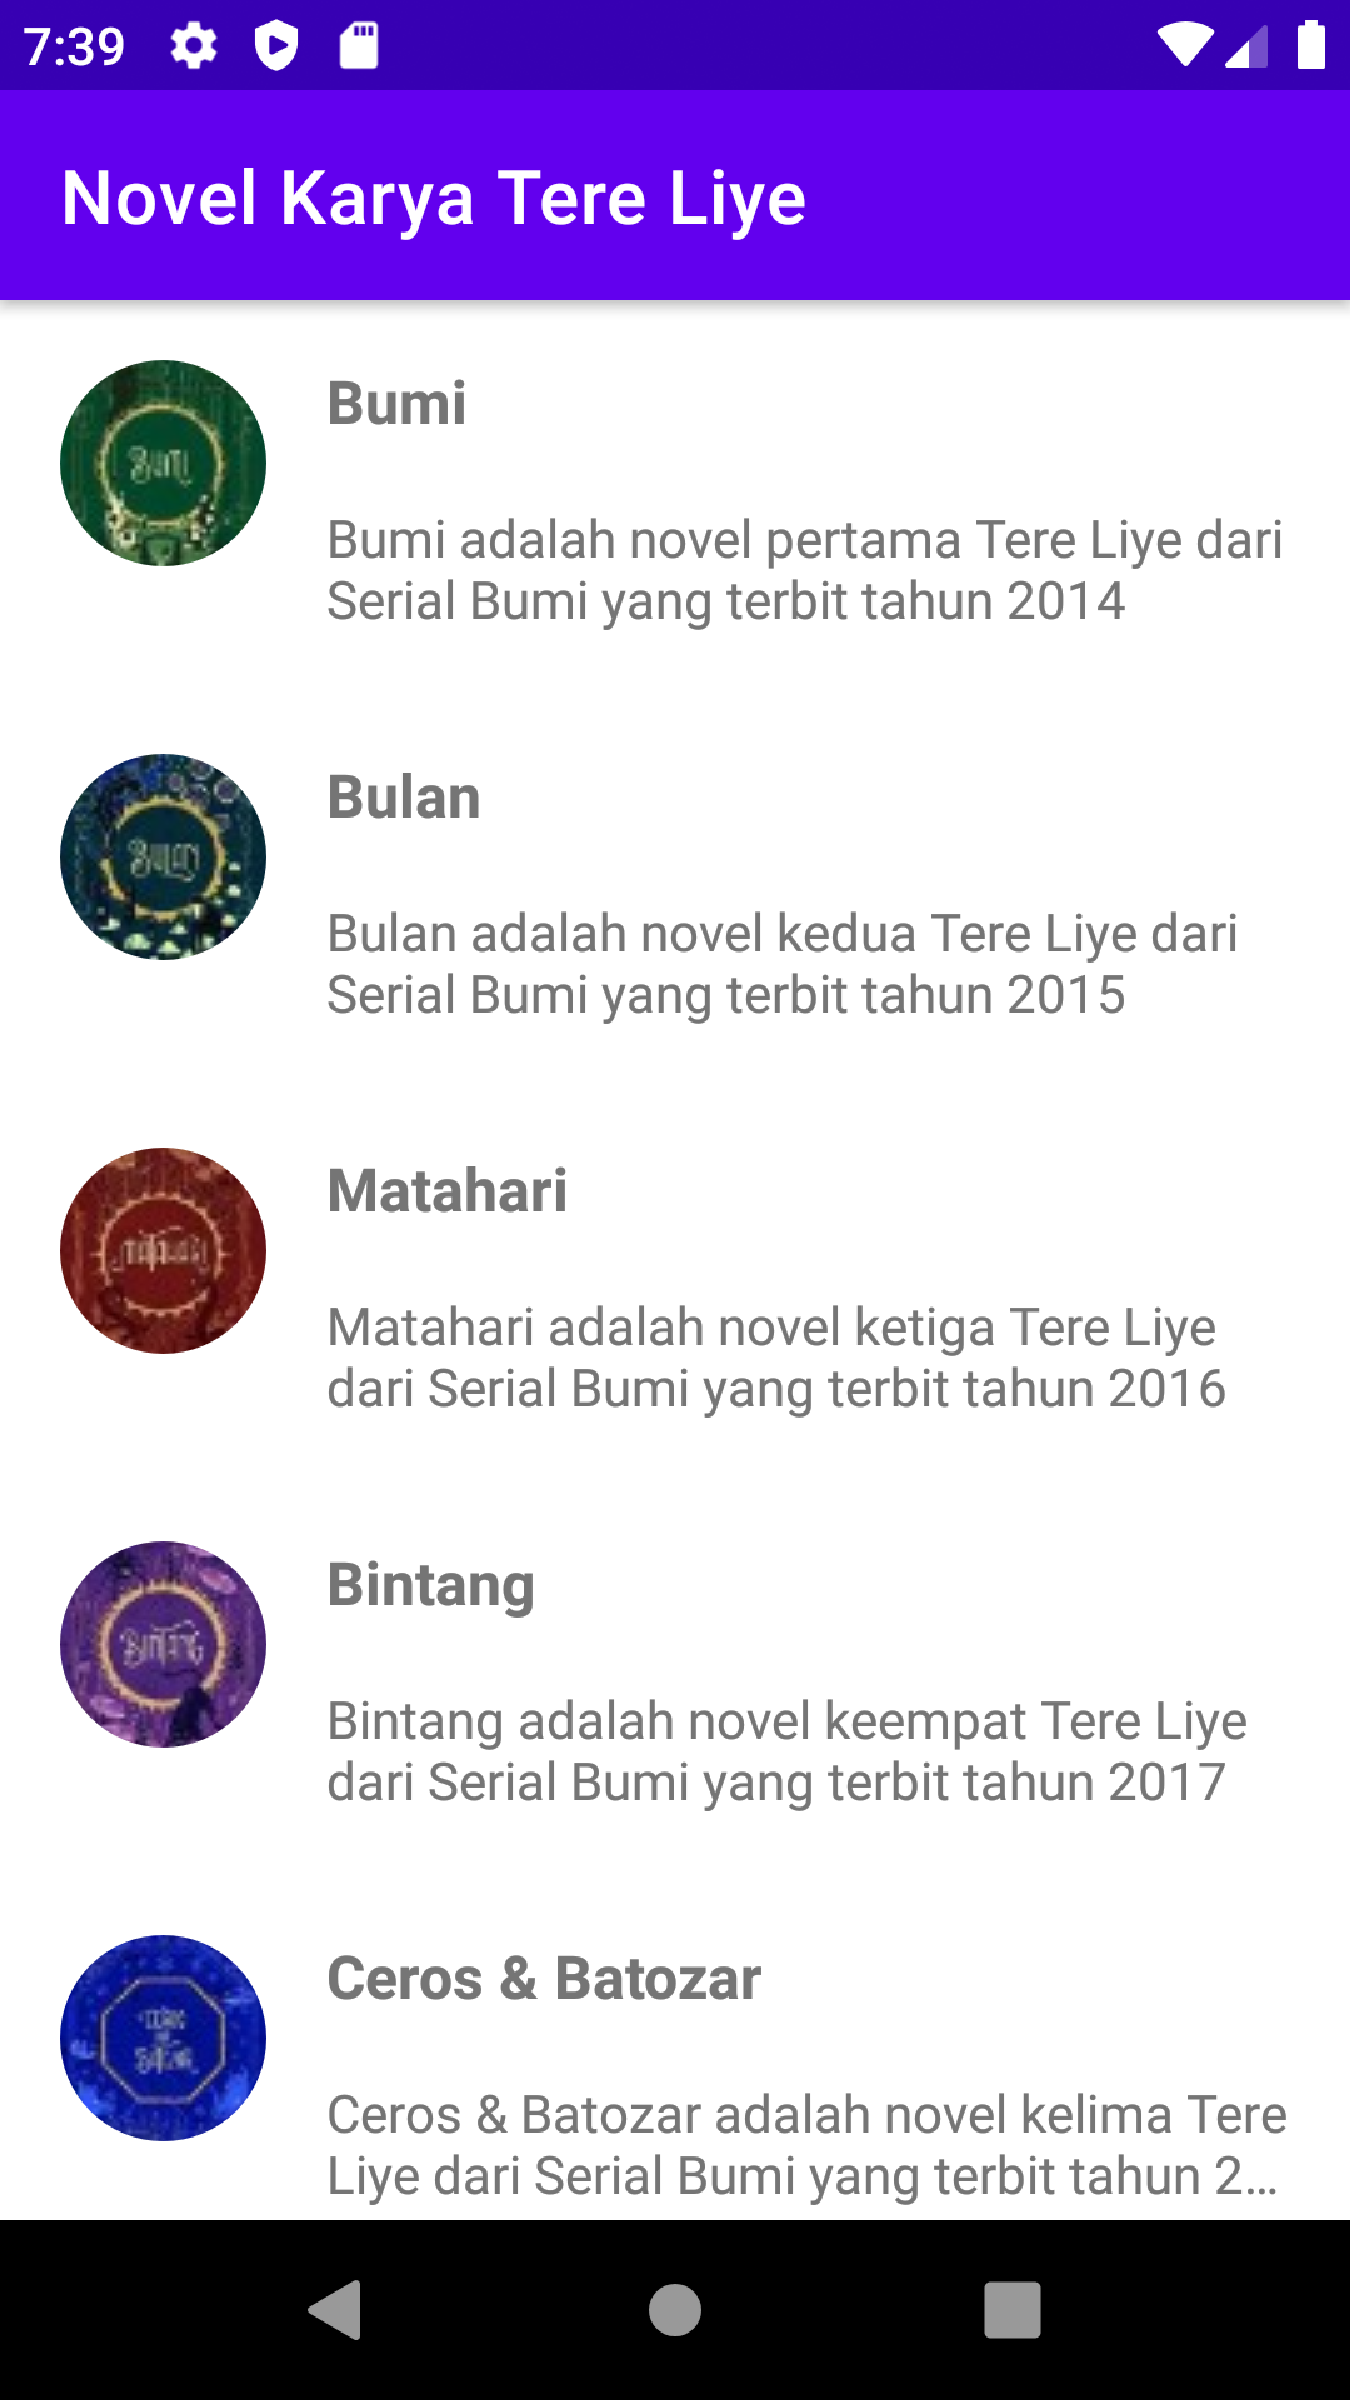 7:39
Novel Karya Tere Liye
Bumi
Bumi
Bumi adalah novel pertama Tere Liye dari
Serial Bumi yang terbit tahun 2014
Bulan
Bulan
Bulan adalah novel kedua Tere Liye dari
Serial Bumi yang terbit tahun 2015
Matahari
Matahari
Matahari adalah novel ketiga Tere Liye
dari Serial Bumi yang terbit tahun 2016
Bintang
Bintang
Bintang adalah novel keempat Tere Liye
dari Serial Bumi yang terbit tahun 2017
Ceros & Batozar
Ceros & Batozar adalah novel kelima Tere
Liye dari Serial Bumi yang terbit tahun 2...